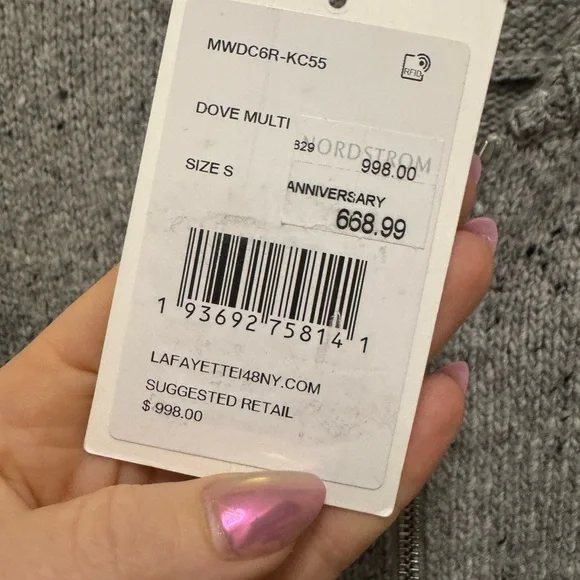 MWDC6R-KC55
RFID
DOVE MULTI
NORDSTROM
829 998.00
SIZE S
ANNIVERSARY
668.99
1 93692 75814 1
LAFAYETTE148NY.COM
SUGGESTED RETAIL
$ 998.00